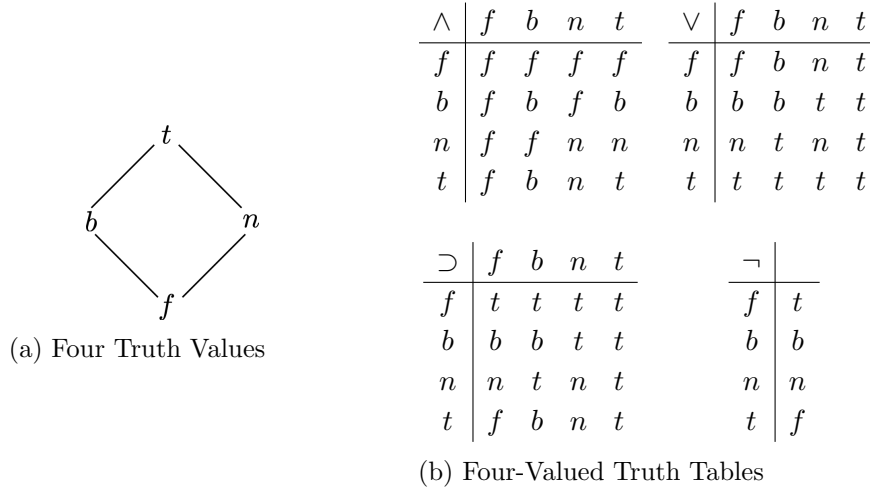 t
b n
f
(a) Four Truth Values
∧ f b n t
f f f f f
b f b f b
n f f n n
t f b n t
∨ f b n t
f f b n t
b b b t t
n n t n t
t t t t t
⊃ f b n t
f t t t t
b b b t t
n n t n t
t f b n t
¬
f t
b b
n n
t f
(b) Four-Valued Truth Tables